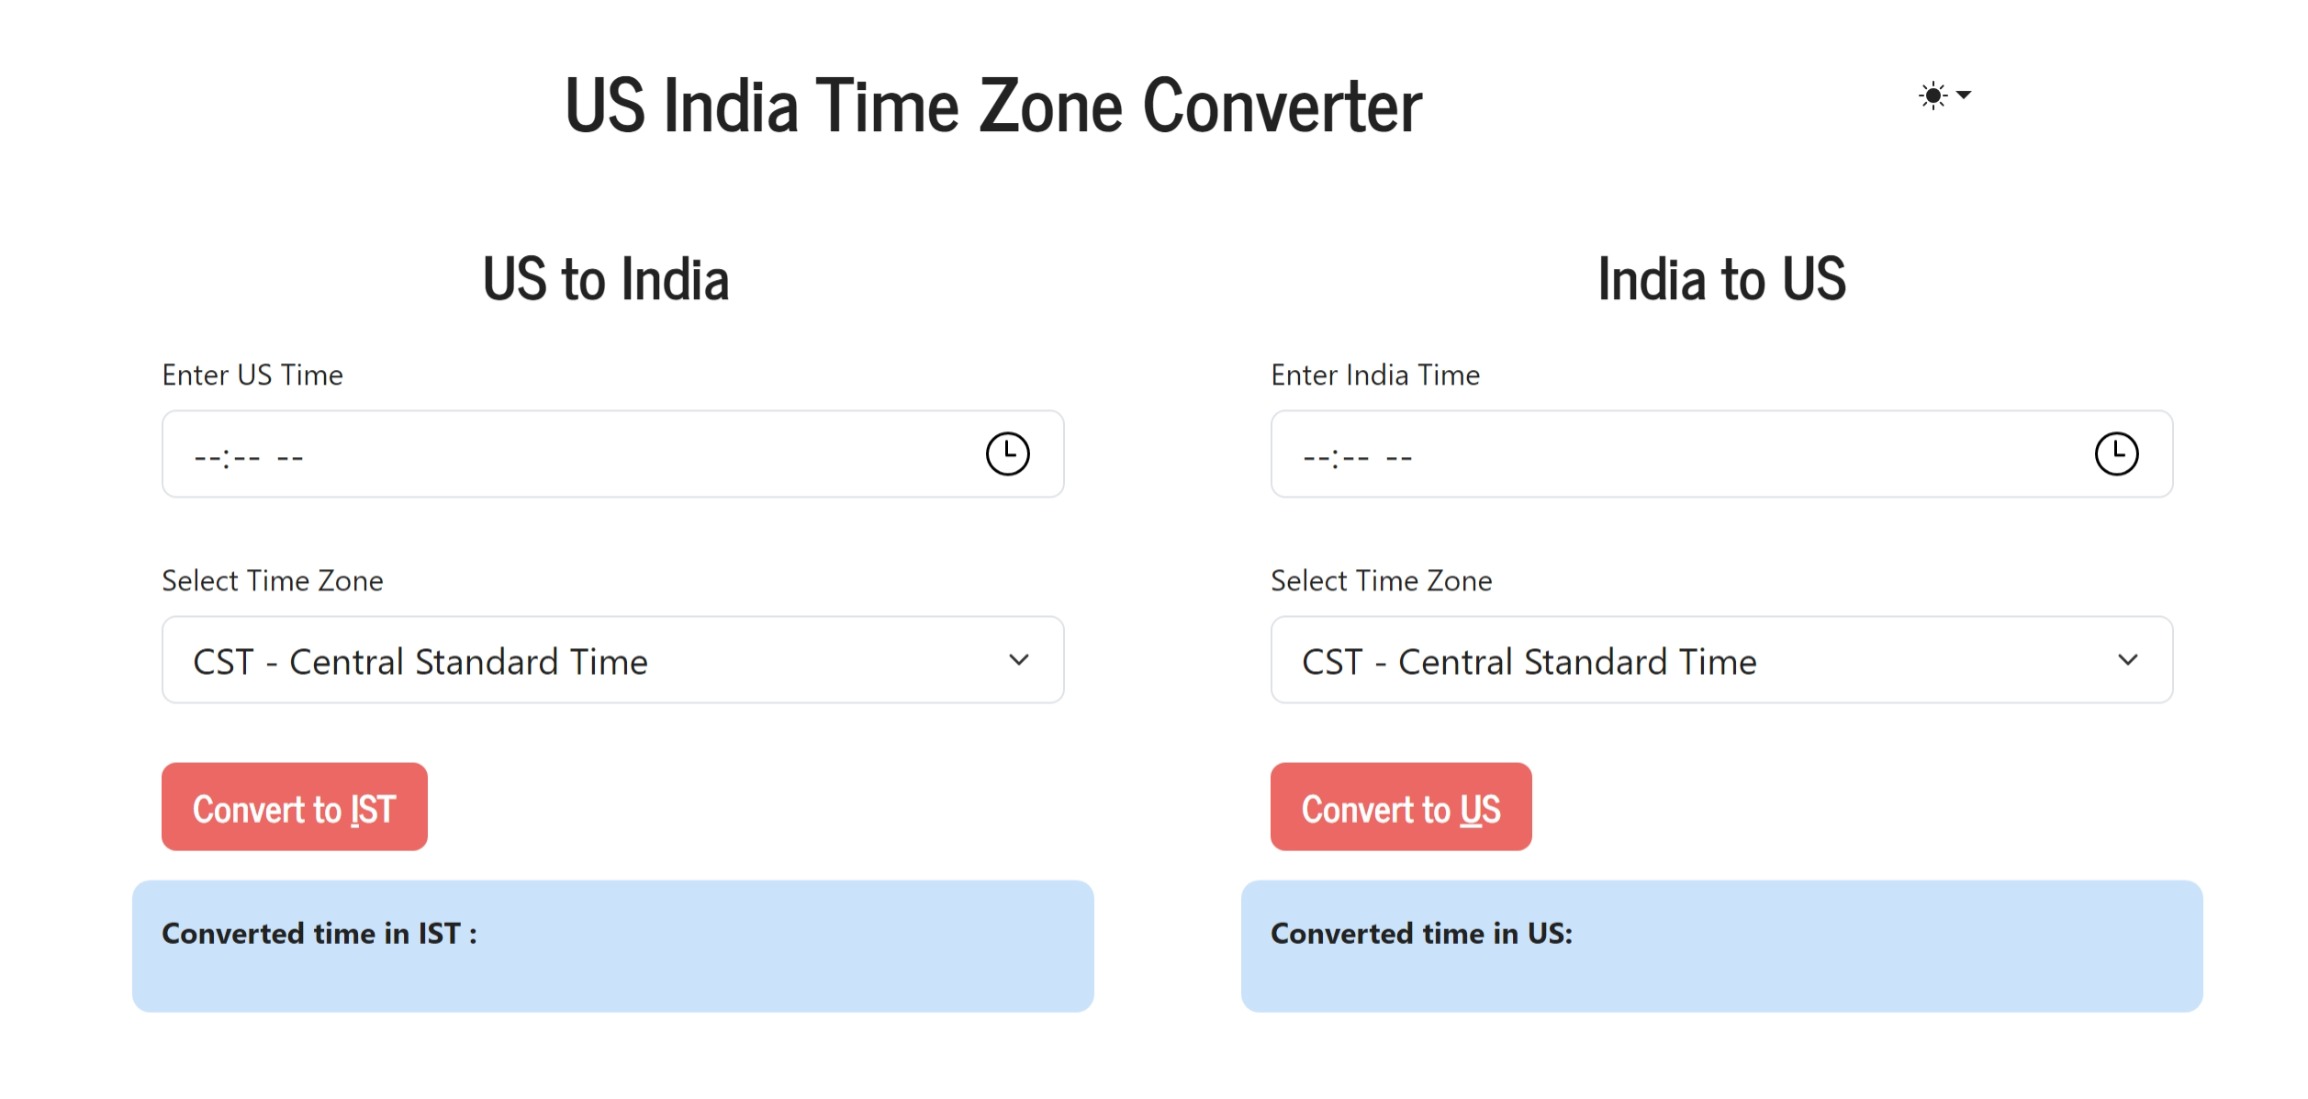 US India Time Zone Converter
US to India
Enter US Time
--:-- --
Select Time Zone
CST - Central Standard Time
Convert to IST
Converted time in IST :
India to US
Enter India Time
--:-- --
Select Time Zone
CST - Central Standard Time
Convert to US
Converted time in US: